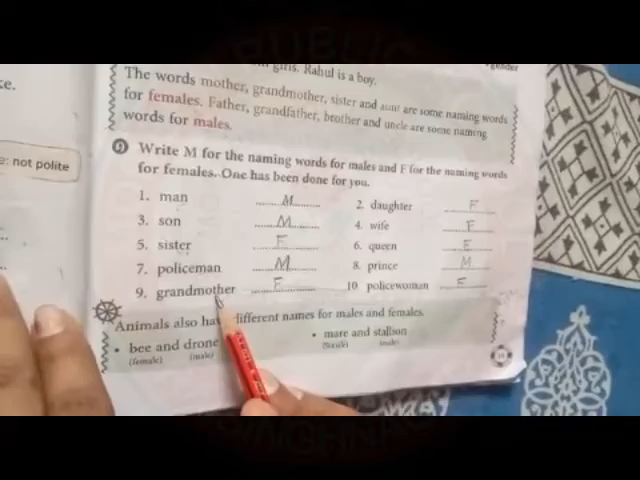 ke.
girls. Rahul is a boy.
gender
The words mother, grandmother, sister and aunt are some naming words
for females. Father, grandfather, brother and uncle are some naming
words for males.
e: not polite
Write M for the naming words for males and F for the naming words
for females. One has been done for you.
1. man M 2. daughter F
3. son M 4. wife F
5. sister F 6. queen F
7. policeman M 8. prince M
9. grandmother F 10. policewoman F
Animals also have different names for males and females.
• bee and drone • mare and stallion
(female) (male) (female) (male)